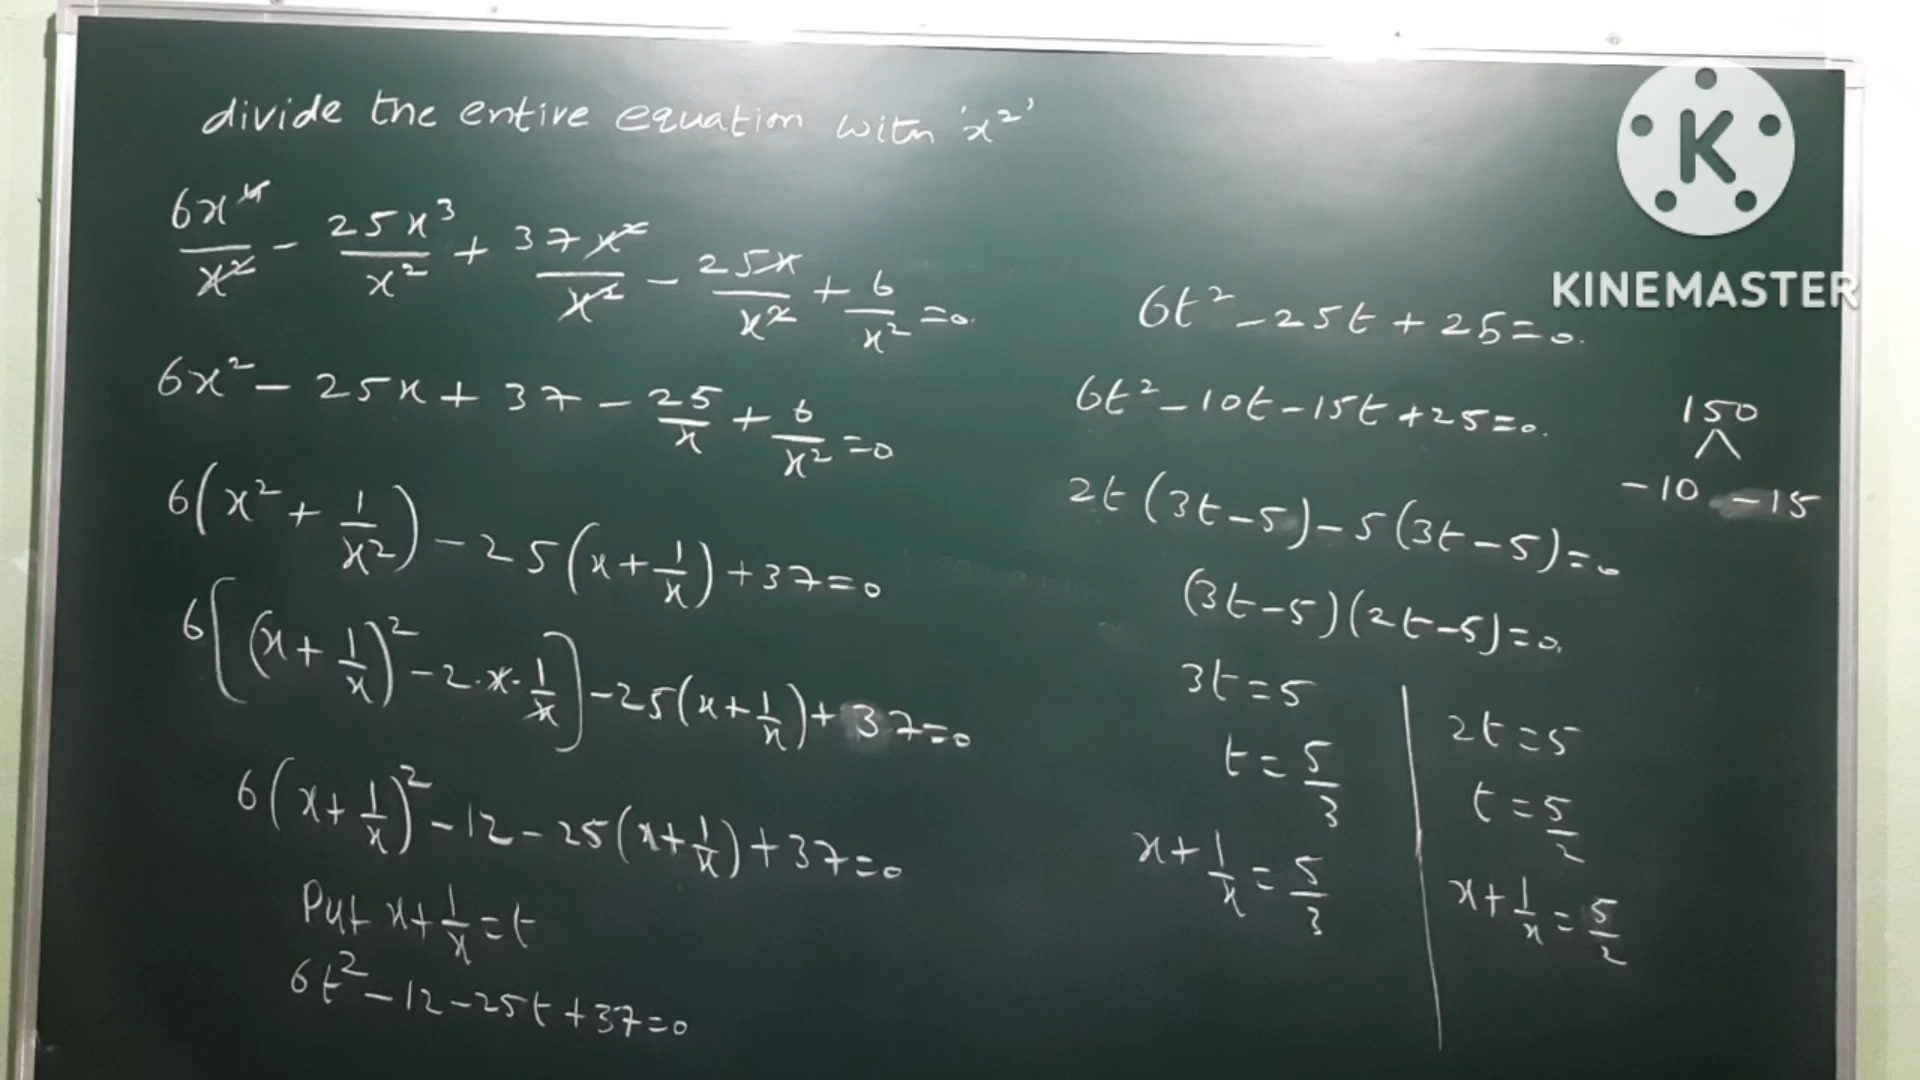 divide the entire equation with 'x²'
6x⁴/x² - 25x³/x² + 37x²/x² - 25x/x² + 6/x² = 0
6x² - 25x + 37 - 25/x + 6/x² = 0
6(x² + 1/x²) - 25(x + 1/x) + 37 = 0
6[(x + 1/x)² - 2·x·1/x] - 25(x + 1/x) + 37 = 0
6(x + 1/x)² - 12 - 25(x + 1/x) + 37 = 0
Put x + 1/x = t
6t² - 12 - 25t + 37 = 0
6t² - 25t + 25 = 0.
6t² - 10t - 15t + 25 = 0.
150
-10 -15
2t(3t - 5) - 5(3t - 5) = 0
(3t - 5)(2t - 5) = 0.
3t = 5
t = 5/3
x + 1/x = 5/3
2t = 5
t = 5/2
x + 1/x = 5/2
K
KINEMASTER